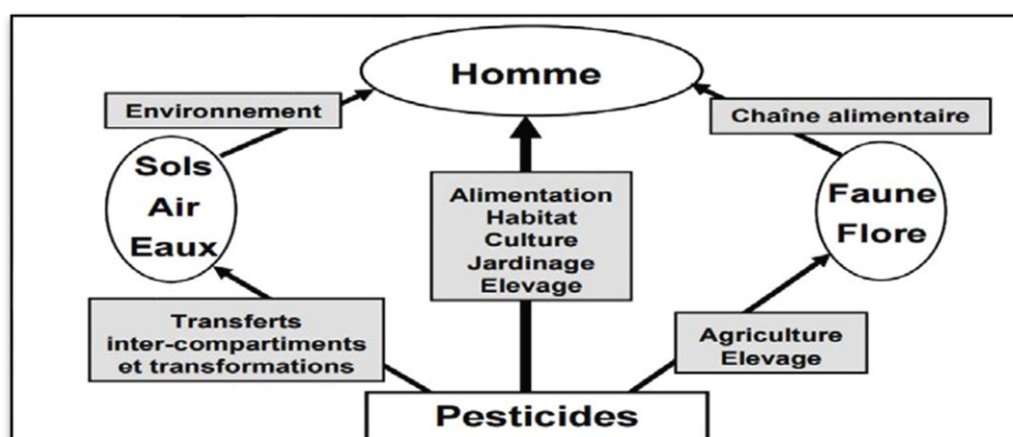 Homme
Environnement
Chaîne alimentaire
Sols
Air
Eaux
Alimentation
Habitat
Culture
Jardinage
Elevage
Faune
Flore
Transferts
inter-compartiments
et transformations
Agriculture
Elevage
Pesticides